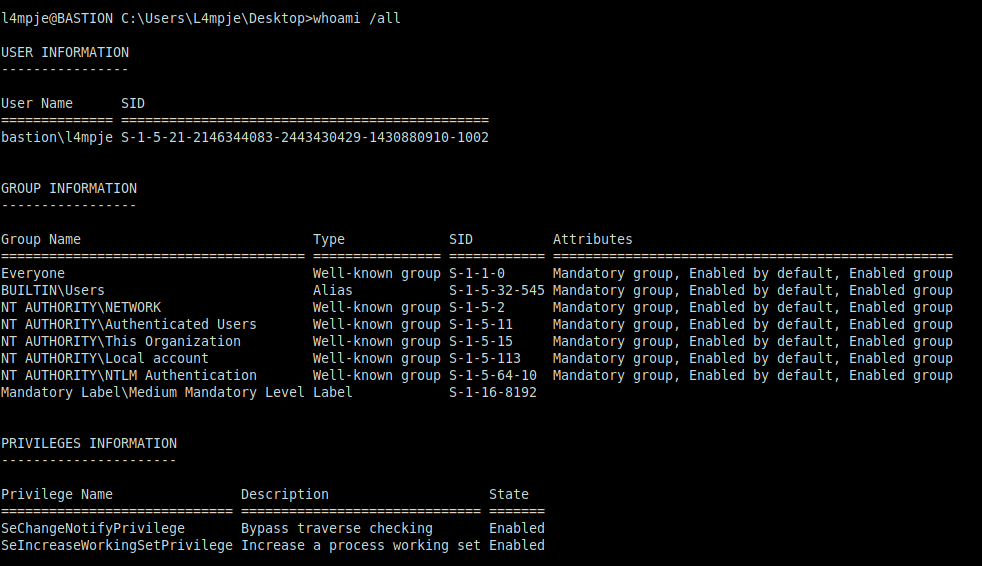 l4mpje@BASTION C:\Users\L4mpje\Desktop>whoami /all
USER INFORMATION
----------------
User Name      SID
============== ==============================================
bastion\l4mpje S-1-5-21-2146344083-2443430429-1430880910-1002
GROUP INFORMATION
-----------------
Group Name                             Type             SID          Attributes
====================================== ================ ============ ==================================================
Everyone                               Well-known group S-1-1-0      Mandatory group, Enabled by default, Enabled group
BUILTIN\Users                          Alias            S-1-5-32-545 Mandatory group, Enabled by default, Enabled group
NT AUTHORITY\NETWORK                   Well-known group S-1-5-2      Mandatory group, Enabled by default, Enabled group
NT AUTHORITY\Authenticated Users       Well-known group S-1-5-11     Mandatory group, Enabled by default, Enabled group
NT AUTHORITY\This Organization         Well-known group S-1-5-15     Mandatory group, Enabled by default, Enabled group
NT AUTHORITY\Local account             Well-known group S-1-5-113    Mandatory group, Enabled by default, Enabled group
NT AUTHORITY\NTLM Authentication       Well-known group S-1-5-64-10  Mandatory group, Enabled by default, Enabled group
Mandatory Label\Medium Mandatory Level Label            S-1-16-8192
PRIVILEGES INFORMATION
----------------------
Privilege Name                Description                    State
============================= ============================== =======
SeChangeNotifyPrivilege       Bypass traverse checking       Enabled
SeIncreaseWorkingSetPrivilege Increase a process working set Enabled